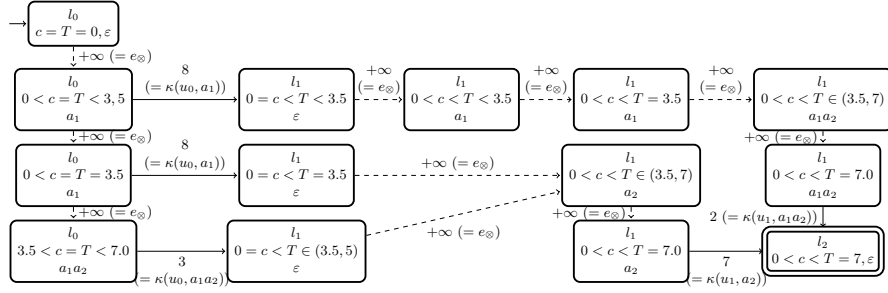 l₀
c = T = 0, ε
+∞ (= e⊗)
l₀
0 < c = T < 3, 5
a₁
8
(= κ(u₀, a₁))
l₁
0 = c < T < 3.5
ε
+∞
(= e⊗)
l₁
0 < c < T < 3.5
a₁
+∞
(= e⊗)
l₁
0 < c < T = 3.5
a₁
+∞
(= e⊗)
l₁
0 < c < T ∈ (3.5, 7)
a₁a₂
+∞ (= e⊗)
+∞ (= e⊗)
l₀
0 < c = T = 3.5
a₁
8
(= κ(u₀, a₁))
l₁
0 = c < T = 3.5
ε
+∞ (= e⊗)
l₁
0 < c < T ∈ (3.5, 7)
a₂
l₁
0 < c < T = 7.0
a₁a₂
+∞ (= e⊗)
+∞ (= e⊗)
2 (= κ(u₁, a₁a₂))
l₀
3.5 < c = T < 7.0
a₁a₂
3
(= κ(u₀, a₁a₂))
l₁
0 = c < T ∈ (3.5, 5)
ε
+∞ (= e⊗)
l₁
0 < c < T = 7.0
a₂
7
(= κ(u₁, a₂))
l₂
0 < c < T = 7, ε